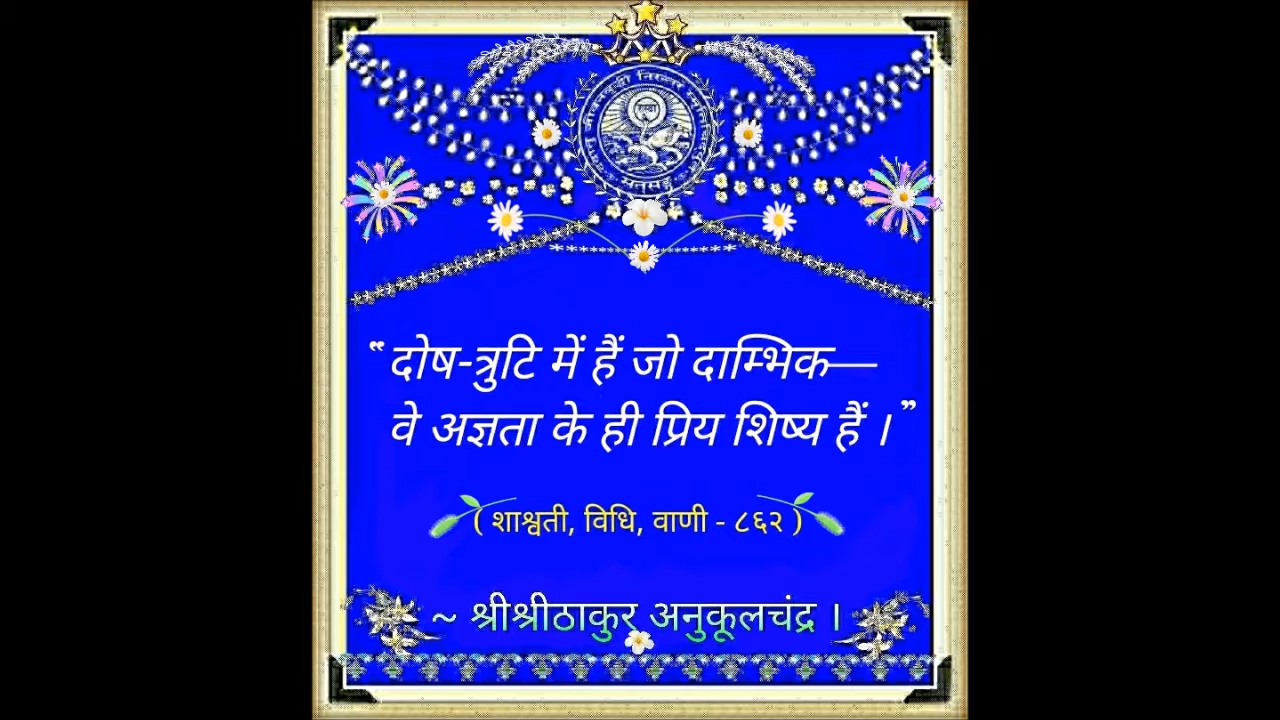 “ दोष-त्रुटि में हैं जो दाम्भिक—
वे अज्ञता के ही प्रिय शिष्य हैं । ”
( शाश्वती, विधि, वाणी - ८६२ )
~ श्रीश्रीठाकुर अनुकूलचंद्र ।